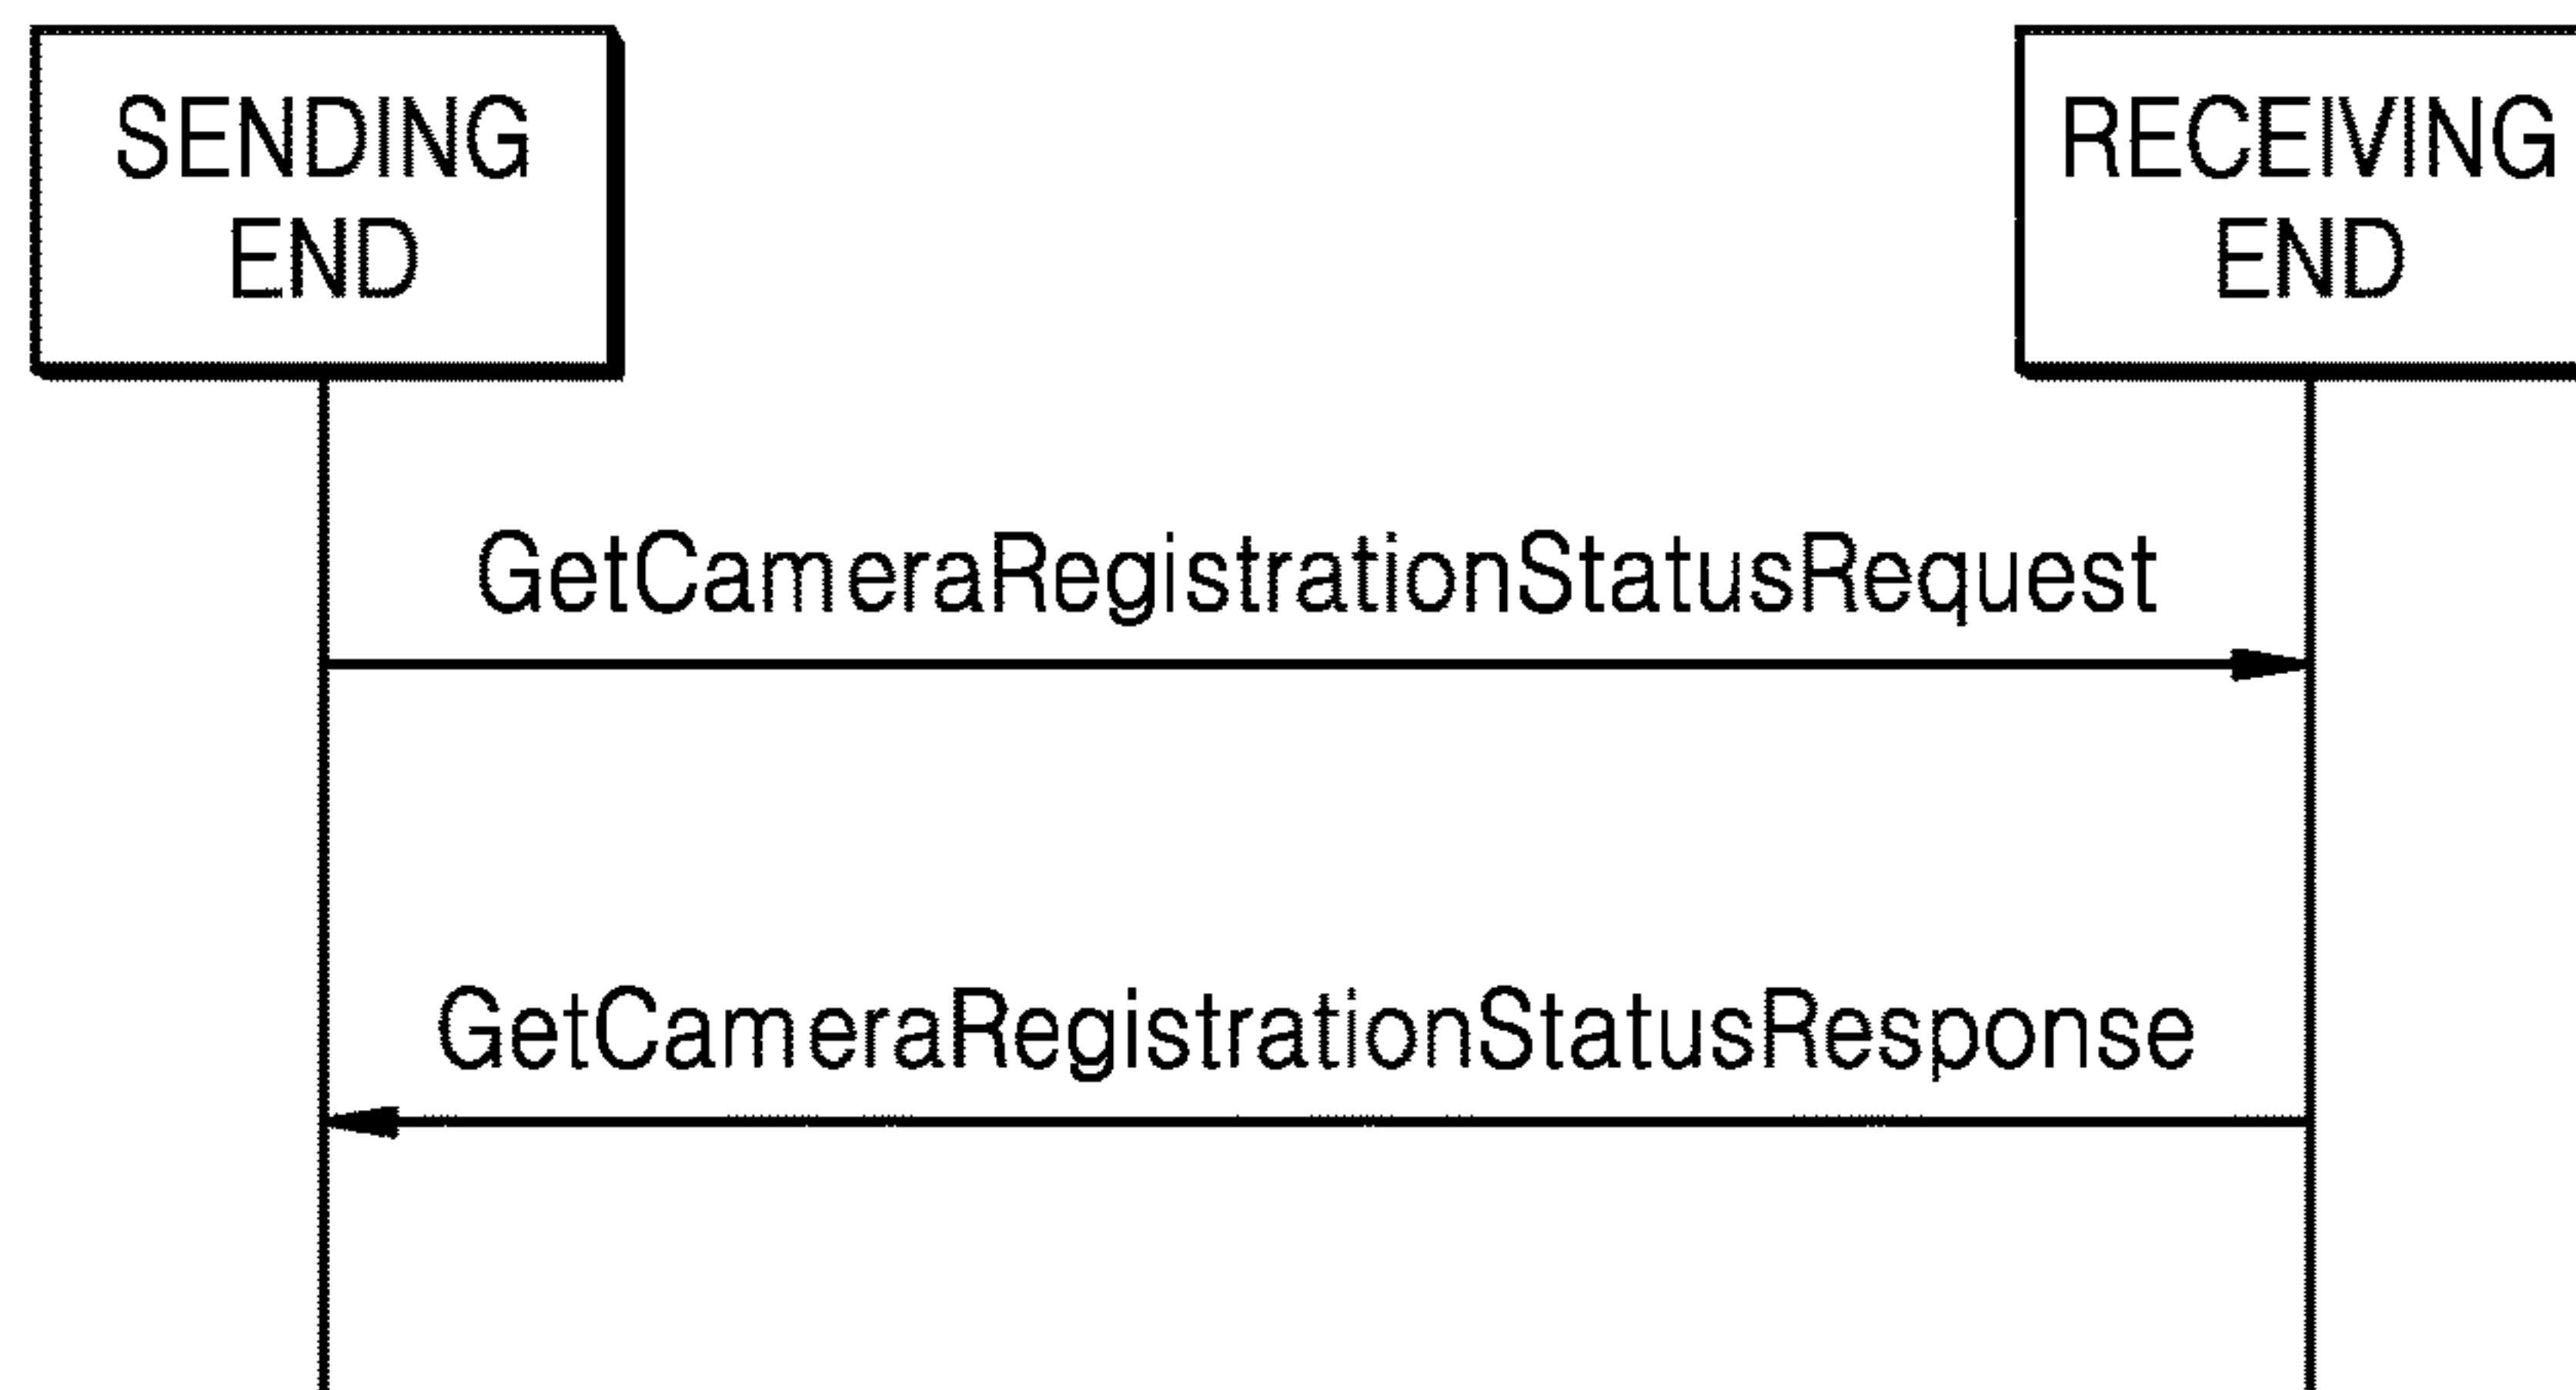 SENDING
END
RECEIVING
END
GetCameraRegistrationStatusRequest
GetCameraRegistrationStatusResponse